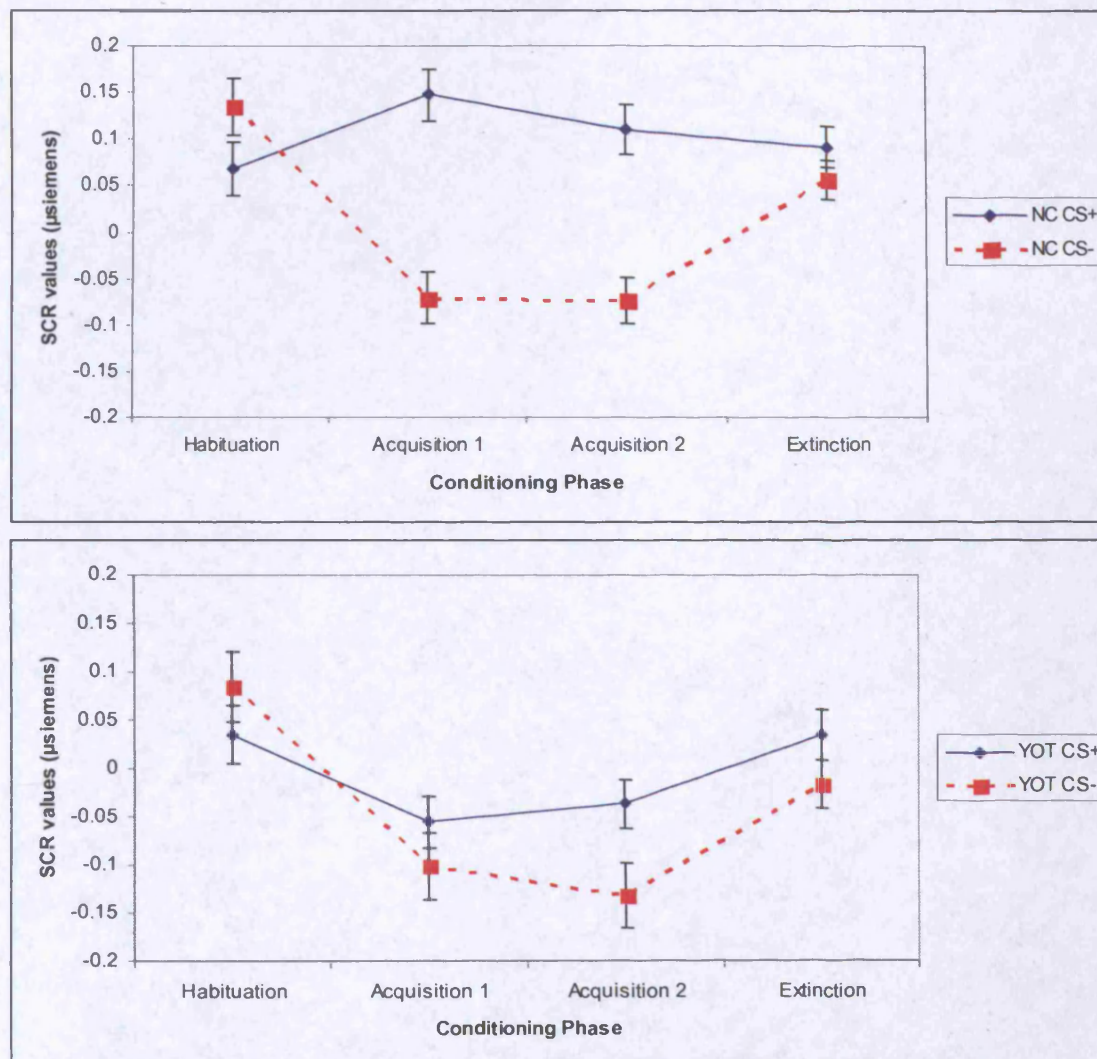 0.2
0.15
0.1
0.05
0
-0.05
-0.1
-0.15
-0.2
SCR values (µsiemens)
Habituation Acquisition 1 Acquisition 2 Extinction
Conditioning Phase
NC CS+
NC CS-
0.2
0.15
0.1
0.05
0
-0.05
-0.1
-0.15
-0.2
SCR values (µsiemens)
Habituation Acquisition 1 Acquisition 2 Extinction
Conditioning Phase
YOT CS+
YOT CS-